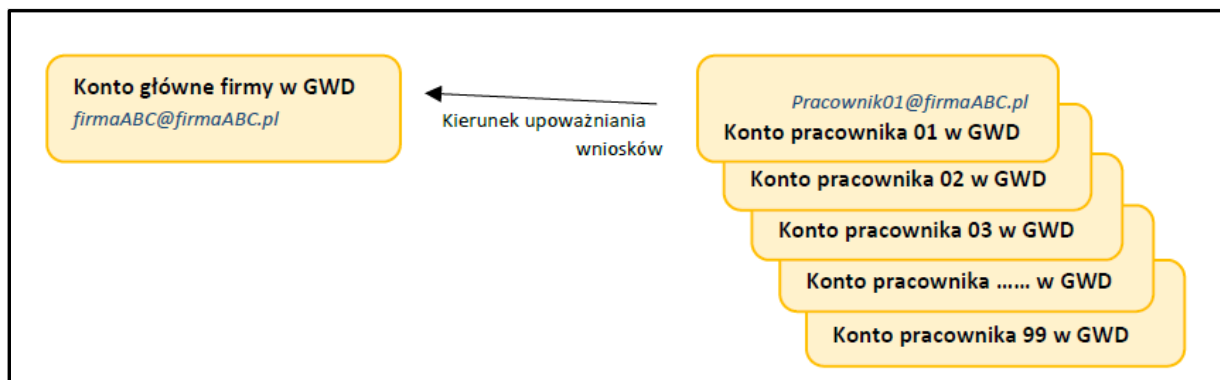 Konto główne firmy w GWD
firmaABC@firmaABC.pl
Kierunek upoważniania
wniosków
Pracownik01@firmaABC.pl
Konto pracownika 01 w GWD
Konto pracownika 02 w GWD
Konto pracownika 03 w GWD
Konto pracownika ...... w GWD
Konto pracownika 99 w GWD